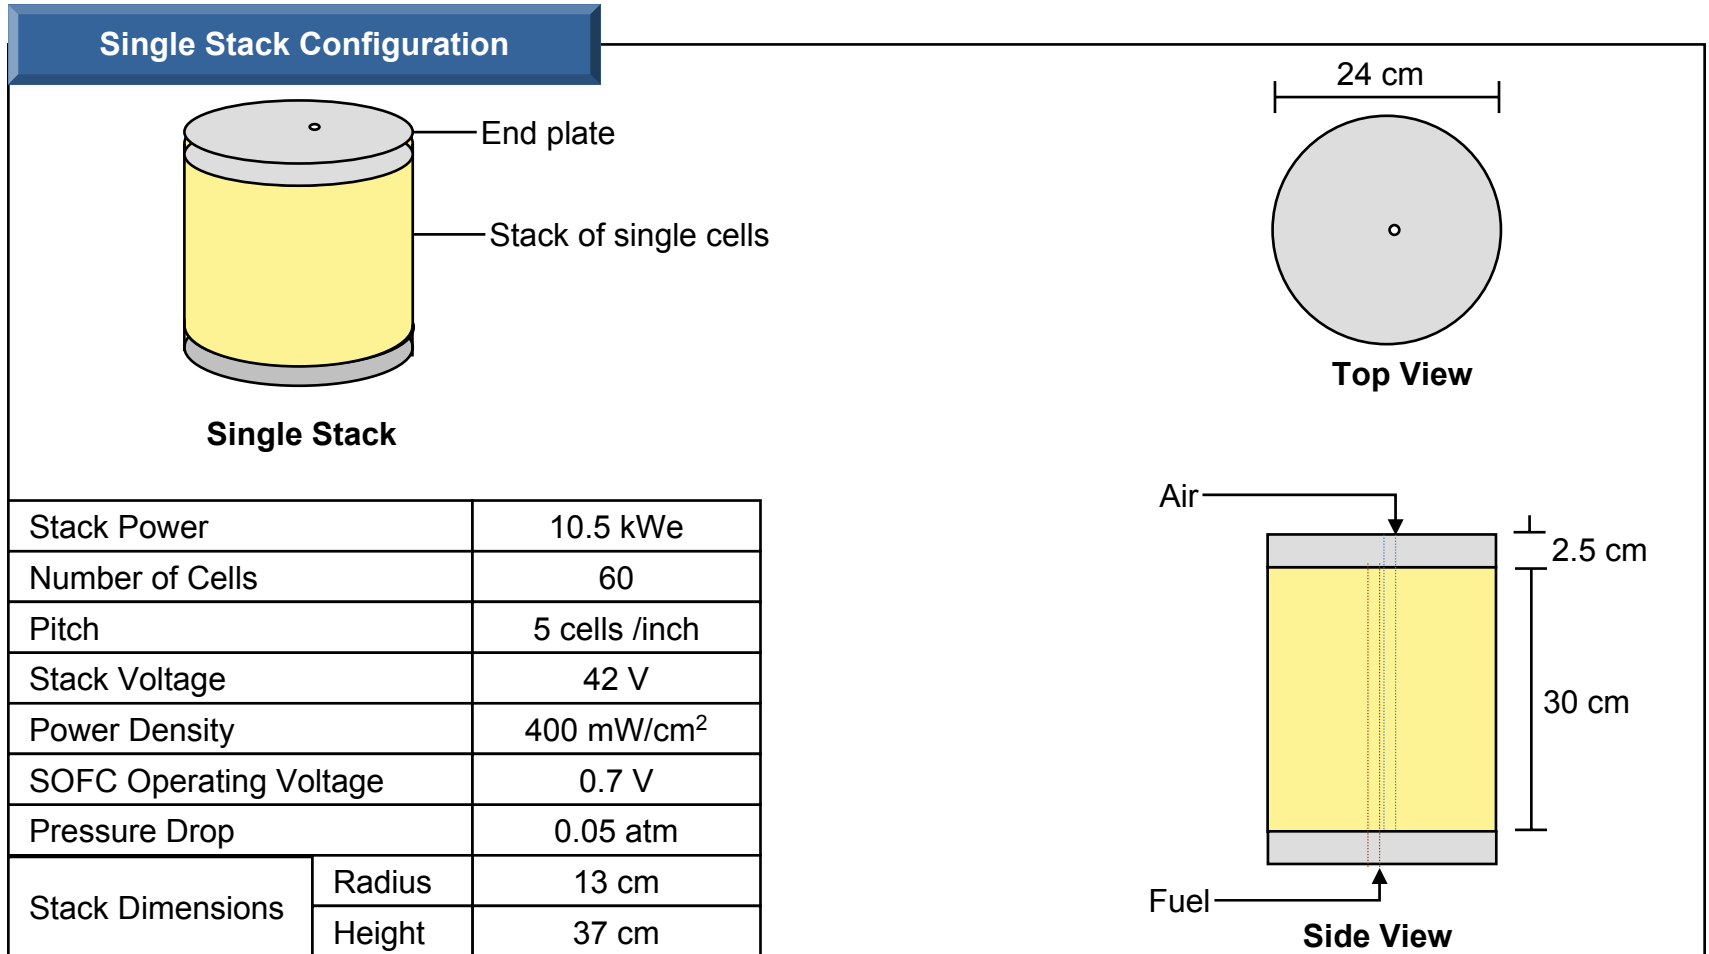 Single Stack Configuration
24 cm
End plate
Stack of single cells
Top View
Single Stack
Air
2.5 cm
30 cm
Fuel
Side View
Stack Power 10.5 kWe
Number of Cells 60
Pitch 5 cells /inch
Stack Voltage 42 V
Power Density 400 mW/cm²
SOFC Operating Voltage 0.7 V
Pressure Drop 0.05 atm
Stack Dimensions Radius 13 cm
Height 37 cm